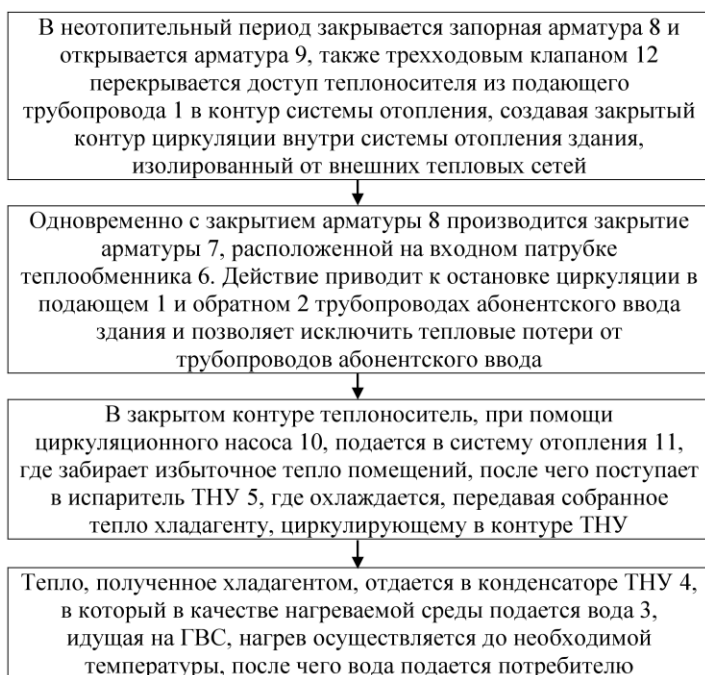 В неотопительный период закрывается запорная арматура 8 и
открывается арматура 9, также трехходовым клапаном 12
перекрывается доступ теплоносителя из подающего
трубопровода 1 в контур системы отопления, создавая закрытый
контур циркуляции внутри системы отопления здания,
изолированный от внешних тепловых сетей
Одновременно с закрытием арматуры 8 производится закрытие
арматуры 7, расположенной на входном патрубке
теплообменника 6. Действие приводит к остановке циркуляции в
подающем 1 и обратном 2 трубопроводах абонентского ввода
здания и позволяет исключить тепловые потери от
трубопроводов абонентского ввода
В закрытом контуре теплоноситель, при помощи
циркуляционного насоса 10, подается в систему отопления 11,
где забирает избыточное тепло помещений, после чего поступает
в испаритель ТНУ 5, где охлаждается, передавая собранное
тепло хладагенту, циркулирующему в контуре ТНУ
Тепло, полученное хладагентом, отдается в конденсаторе ТНУ 4,
в который в качестве нагреваемой среды подается вода 3,
идущая на ГВС, нагрев осуществляется до необходимой
температуры, после чего вода подается потребителю